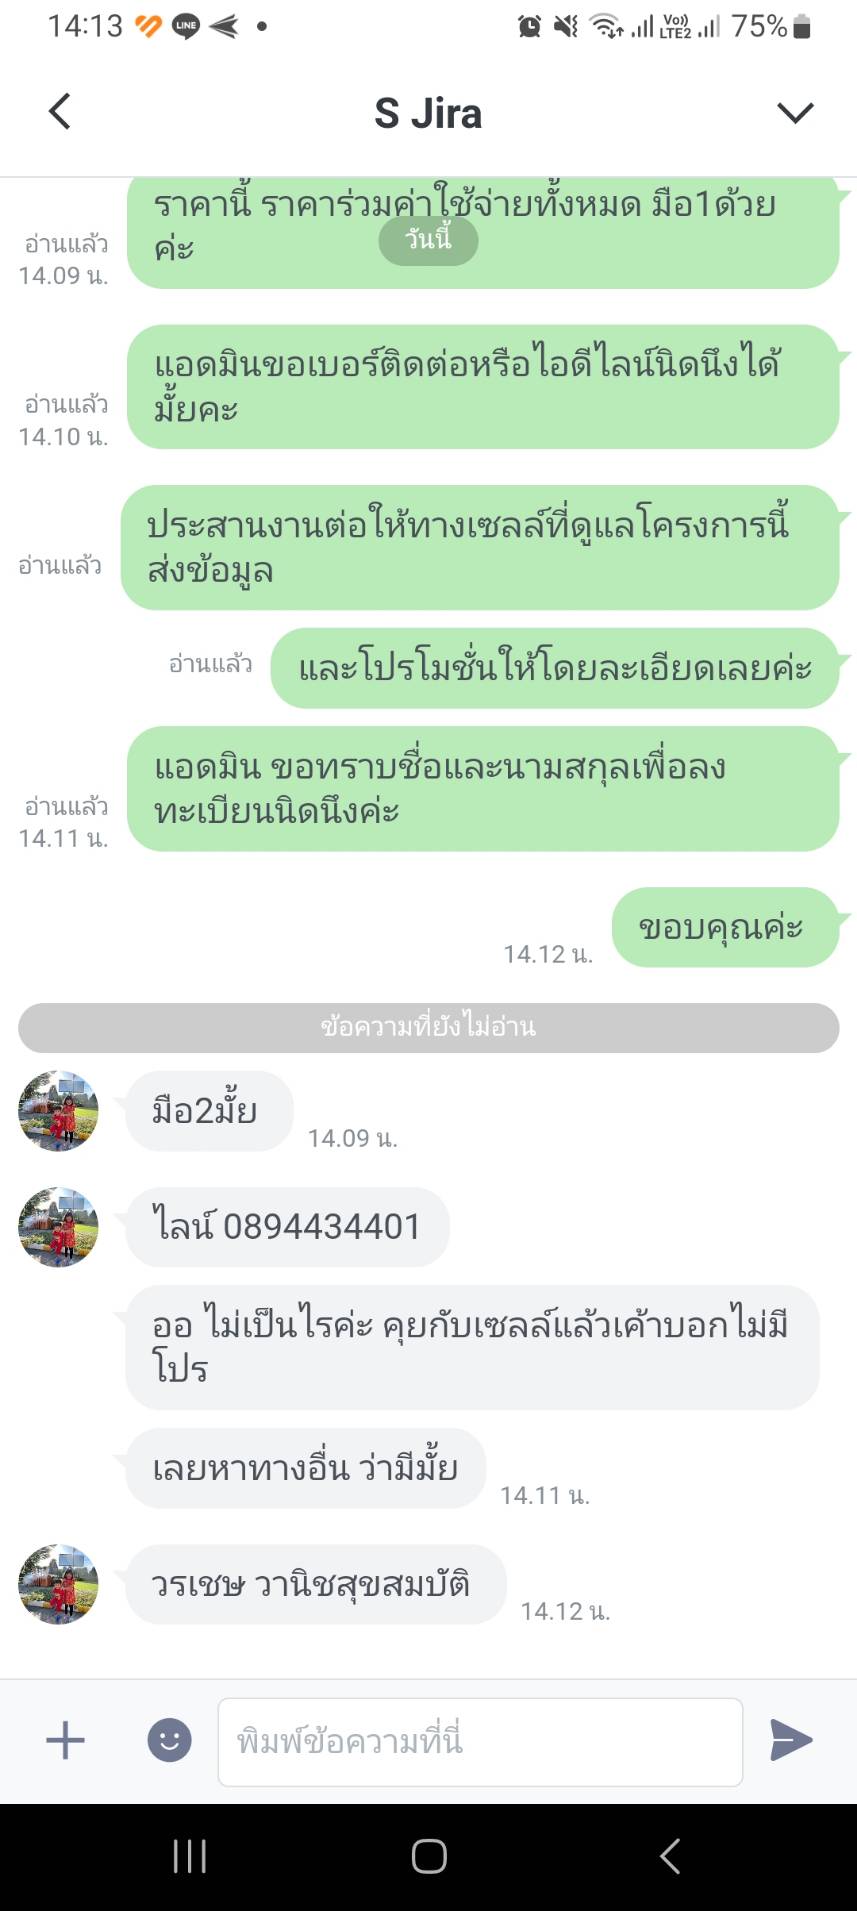 14:13 LINE Vo)) LTE2 75%
S Jira
ราคานี้ ราคาร่วมค่าใช้จ่ายทั้งหมด มือ1ด้วย
ค่ะ
วันนี้
อ่านแล้ว
14.09 น.
แอดมินขอเบอร์ติดต่อหรือไอดีไลน์นิดนึงได้
มั้ยคะ
อ่านแล้ว
14.10 น.
ประสานงานต่อให้ทางเซลล์ที่ดูแลโครงการนี้
ส่งข้อมูล
อ่านแล้ว
และโปรโมชั่นให้โดยละเอียดเลยค่ะ
อ่านแล้ว
แอดมิน ขอทราบชื่อและนามสกุลเพื่อลง
ทะเบียนนิดนึงค่ะ
อ่านแล้ว
14.11 น.
ขอบคุณค่ะ
14.12 น.
ข้อความที่ยังไม่อ่าน
มือ2มั้ย
14.09 น.
ไลน์ 0894434401
ออ ไม่เป็นไรค่ะ คุยกับเซลล์แล้วเค้าบอกไม่มี
โปร
เลยหาทางอื่น ว่ามีมั้ย
14.11 น.
วรเชษ วานิชสุขสมบัติ
14.12 น.
พิมพ์ข้อความที่นี่